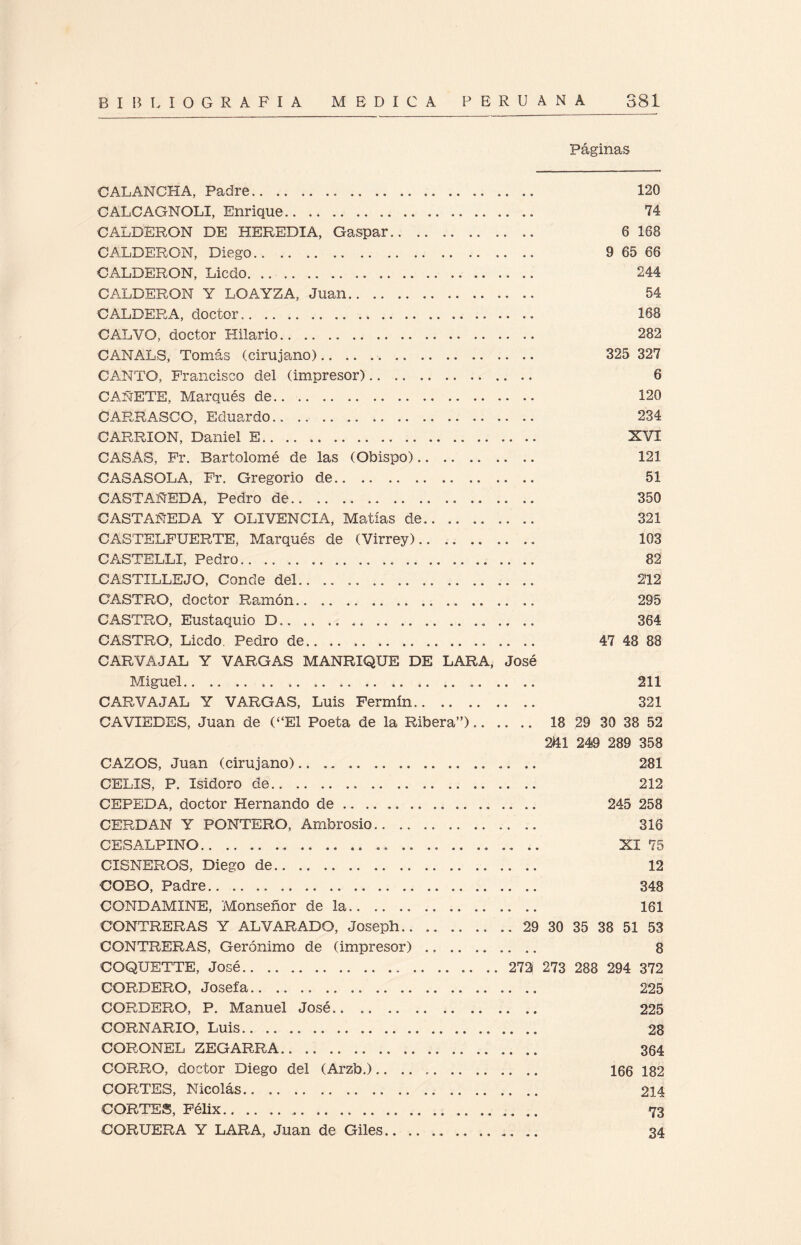 BIBLIOGRAFIA MEDICA PERUANA 381
Páginas
CALANCHA, Padre.. .. .. .. .. .. .. .. .. .. .. .. 120
CALCAGNOLI, Enrique.. .. .. .. .. .. .. .. .. .. .. 74
CALDERON DE HEREDIA, Gaspar.. .. .. .. .. .. .. 6 168
CALDERON, Diego.. .. .. .. .. .. .. .. .. .. .. .. 9 65 66
CALDERON, Licdo. .. .. .. .. .. .. .. .. .. .. .. .. 244
CALDERON Y LOAYZA, Juan.. .. .. .. .. .. .. .. 54
CALDERA, doctor.. .. .. .. .. .. .. .. .. .. .. .. .. 168
CALVO, doctor Hilario.. .. .. .. .. .. .. .. .. .. .. 282
CANALS, Tomás (cirujano).. .. .. .. .. .. .. .. .. .. 325 327
CANTO, Francisco del (impresor).. .. .. .. .. .. .. .. 6
CAÑETE, Marqués de.. .. .. .. .. .. .. .. .. .. .. 120
CARRASCO, Eduardo.. .. .. .. .. .. .. .. .. .. .. .. 234
CARRION, Daniel E.. .. .. .. .. .. .. .. .. .. .. .. XVI
CASAS, Fr. Bartolomé de las (Obispo).. .. .. .. .. .. 121
CASASOLA, Fr. Gregorio de.. .. .. .. .. .. .. .. .. 51
CASTAÑEDA, Pedro de.. .. .. .. .. .. .. .. .. .. .. 350
CASTAÑEDA Y OLIVENCIA, Matías de.. .. .. .. .. 321
CASTELFUERTE, Marqués de (Virrey).. .. .. .. .. .. 103
CASTELLI, Pedro.. .. .. .. .. .. .. .. .. .. .. .. .. 82
CASTILLEJO, Conde del.. .. .. .. .. .. .. .. .. .. .. 212
CASTRO, doctor Ramón.. .. .. .. .. .. .. .. .. .. .. 295
CASTRO, Eustaquio D.. .. .. .. .. .. .. .. .. .. .. .. 364
CASTRO, Licdo. Pedro de.. .. .. .. .. .. .. .. .. .. 47 48 88
CARVAJAL Y VARGAS MANRIQUE DE LARA, José
Miguel.. .. .. .. .. .. .. .. .. .. .. .. .. .. .. 211
CARVAJAL Y VARGAS, Luis Fermín.. .. .. .. .. .. 321
CAVIEDES, Juan de ("El Poeta de la Ribera").. .. .. 18 29 30 38 52
241 249 289 358
CAZOS, Juan (cirujano).. .. .. .. .. .. .. .. .. .. .. 281
CELIS, P. Isidoro de.. .. .. .. .. .. .. .. .. .. .. .. 212
CEPEDA, doctor Hernando de .. .. .. .. .. .. .. .. .. 245 258
CERDAN Y PONTERO, Ambrosio.. .. .. .. .. .. .. 316
CESALPINO.. .. .. .. .. .. .. .. .. .. .. .. .. .. XI 75
CISNEROS, Diego de.. .. .. .. .. .. .. .. .. .. .. .. 12
COBO, Padre.. .. .. .. .. .. .. .. .. .. .. .. .. .. 348
CONDAMINE, Monseñor de la.. .. .. .. .. .. .. .. .. 161
CONTRERAS Y ALVARADO, Joseph.. .. .. .. .. .. 29 30 35 38 51 53
CONTRERAS, Gerónimo de (impresor) .. .. .. .. .. .. 8
COQUETTE, José.. .. .. .. .. .. .. .. .. .. .. .. 272 273 288 294 372
CORDERO, Josefa.. .. .. .. .. .. .. .. .. .. .. .. .. 225
CORDERO, P. Manuel José.. .. .. .. .. .. .. .. .. .. 225
CORNARIO, Luis.. .. .. .. .. .. .. .. .. .. .. .. .. 28
CORONEL ZEGARRA.. .. .. .. .. .. .. .. .. .. .. .. 364
CORRO, doctor Diego del (Arzb.).. .. .. .. .. .. .. .. 166 182
CORTES, Nicolás.. .. .. .. .. .. .. .. .. .. .. .. .. 214
CORTES, Félix.. .. .. .. .. .. .. .. .. .. .. .. .. .. 73
CORUERA Y LARA, Juan de Giles.. .. .. .. .. .. .. 34